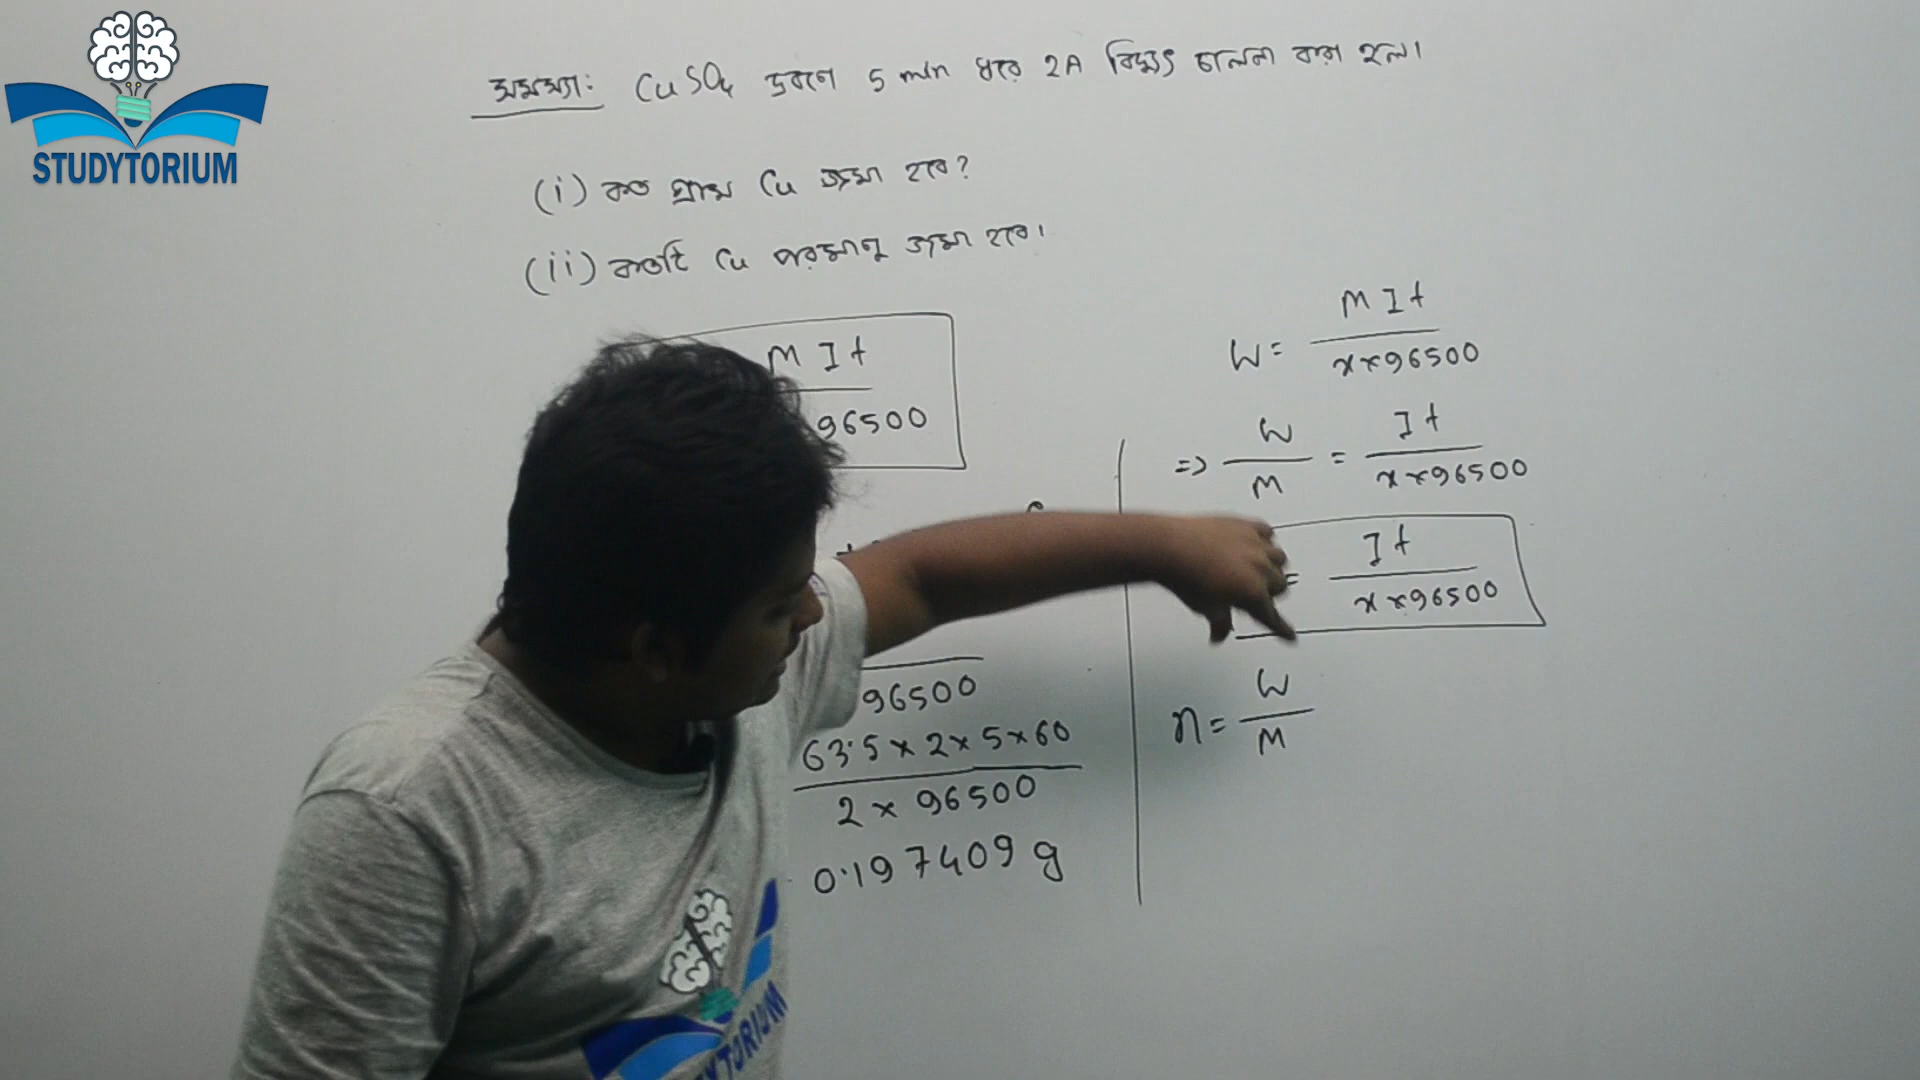 STUDYTORIUM
সমস্যা: CuSO4 দ্রবণে 5 min ধরে 2A বিদ্যুৎ চালনা করা হল।
(i) কত গ্রাম Cu জমা হবে?
(ii) কতটি Cu পরমানু জমা হবে।
M I t
96500
96500
63.5 x 2 x 5 x 60
2 x 96500
0.197409 g
W = M I t
x x 96500
=> W/M = I t
x x 96500
= I t
x x 96500
n = W/M
YTORIUM